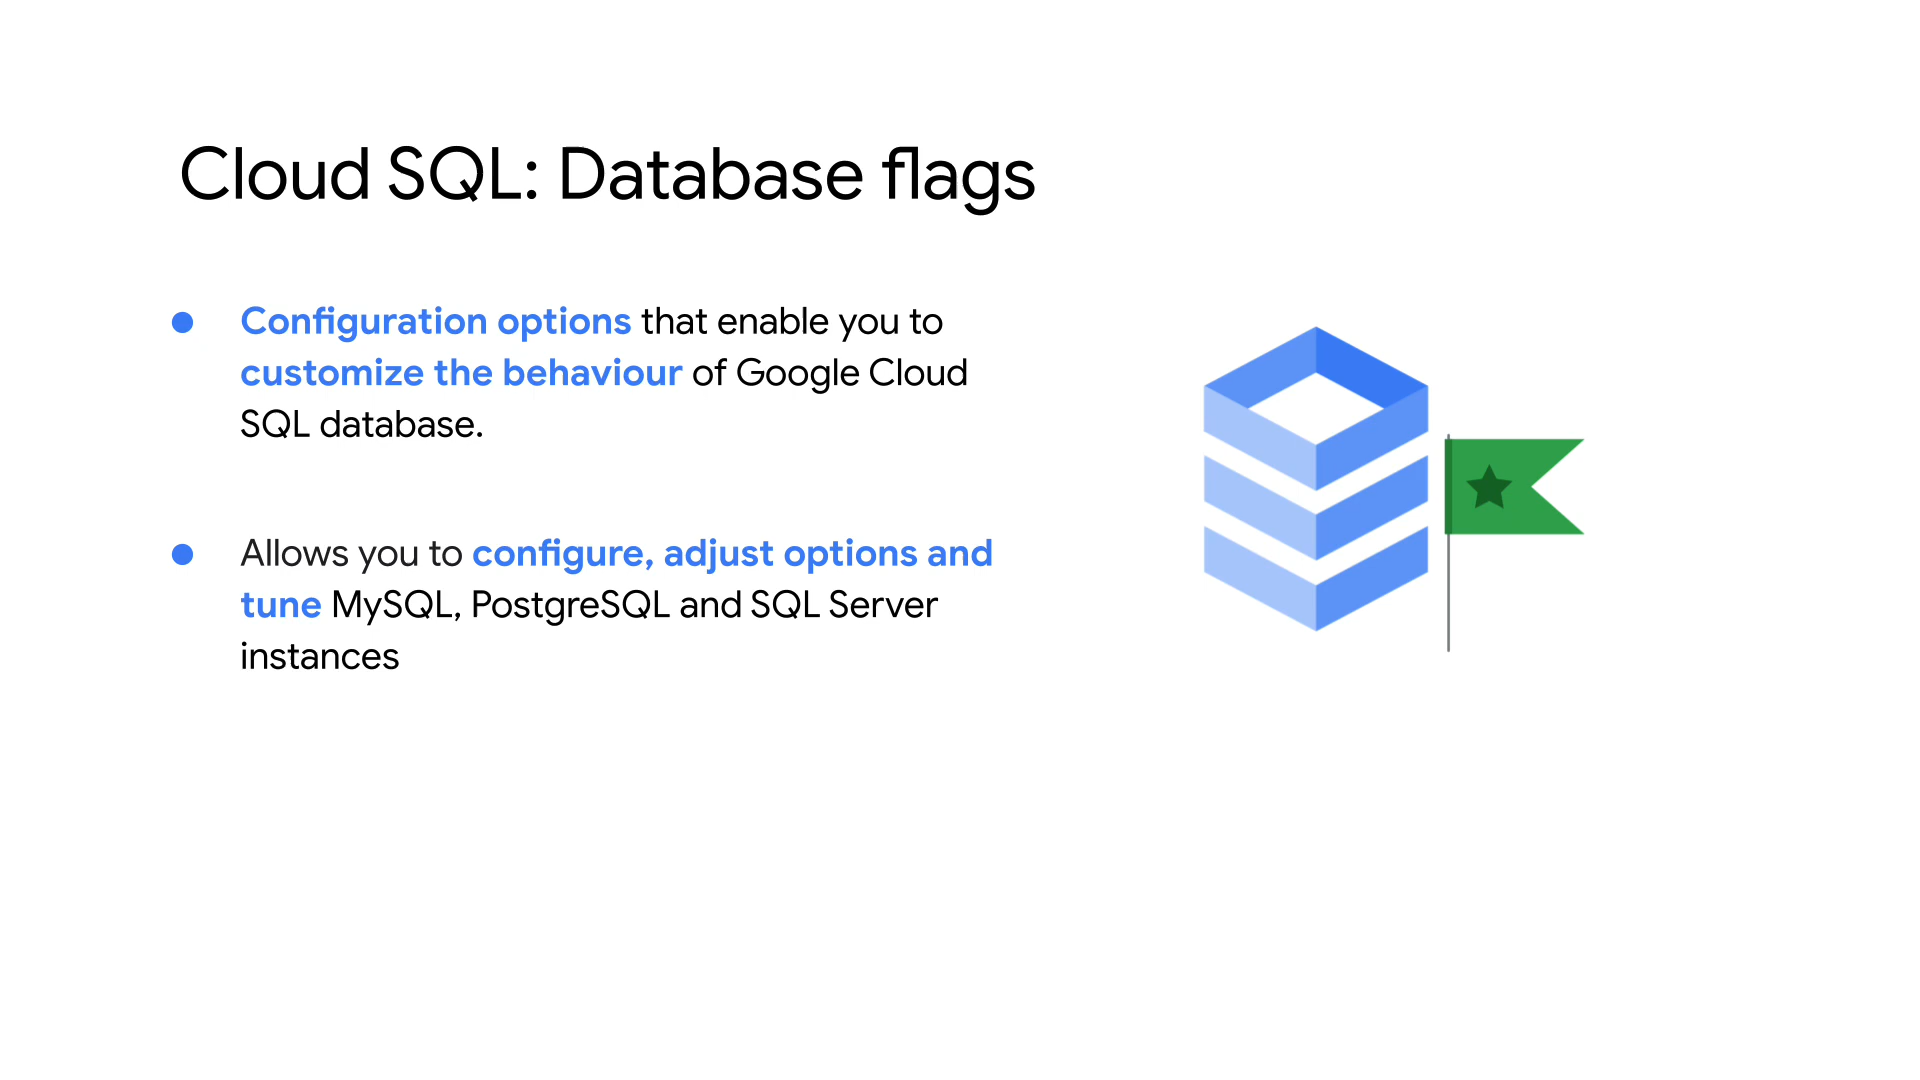 Cloud SQL: Database flags
Configuration options that enable you to
customize the behaviour of Google Cloud
SQL database.
Allows you to configure, adjust options and
tune MySQL, PostgreSQL and SQL Server
instances